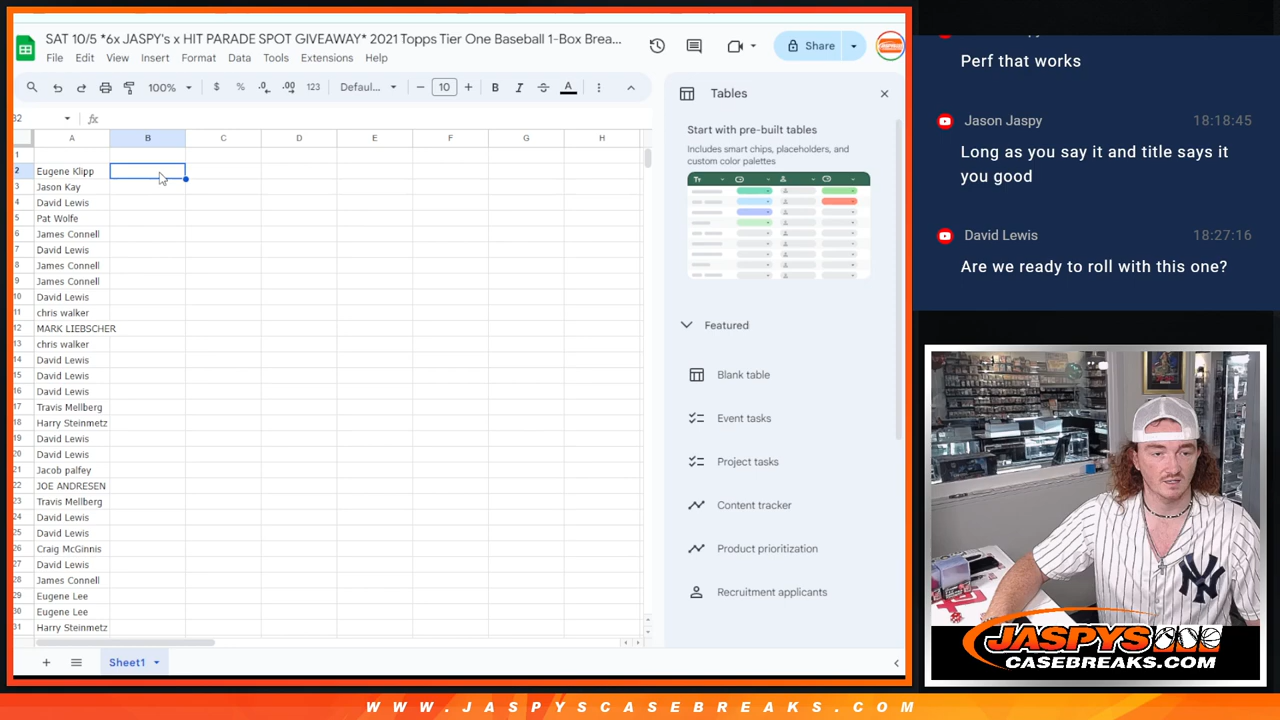 SAT 10/5 *6x JASPY's x HIT PARADE SPOT GIVEAWAY* 2021 Topps Tier One Baseball 1-Box Brea...
File Edit View Insert Format Data Tools Extensions Help
Share
100% $ % .0 .00 123 Defaul... 10 B I A
fx
A B C D E F G H
1
2 Eugene Klipp
3 Jason Kay
4 David Lewis
5 Pat Wolfe
6 James Connell
7 David Lewis
8 James Connell
9 James Connell
10 David Lewis
11 chris walker
12 MARK LIEBSCHER
13 chris walker
14 David Lewis
15 David Lewis
16 David Lewis
17 Travis Mellberg
18 Harry Steinmetz
19 David Lewis
20 David Lewis
21 Jacob palfey
22 JOE ANDRESEN
23 Travis Mellberg
24 David Lewis
25 David Lewis
26 Craig McGinnis
27 David Lewis
28 James Connell
29 Eugene Lee
30 Eugene Lee
31 Harry Steinmetz
Sheet1
Tables
Start with pre-built tables
Includes smart chips, placeholders, and
custom color palettes
Featured
Blank table
Event tasks
Project tasks
Content tracker
Product prioritization
Recruitment applicants
Perf that works
Jason Jaspy 18:18:45
Long as you say it and title says it
you good
David Lewis 18:27:16
Are we ready to roll with this one?
JASPYS
CASEBREAKS.COM
WWW.JASPYSCASEBREAKS.COM